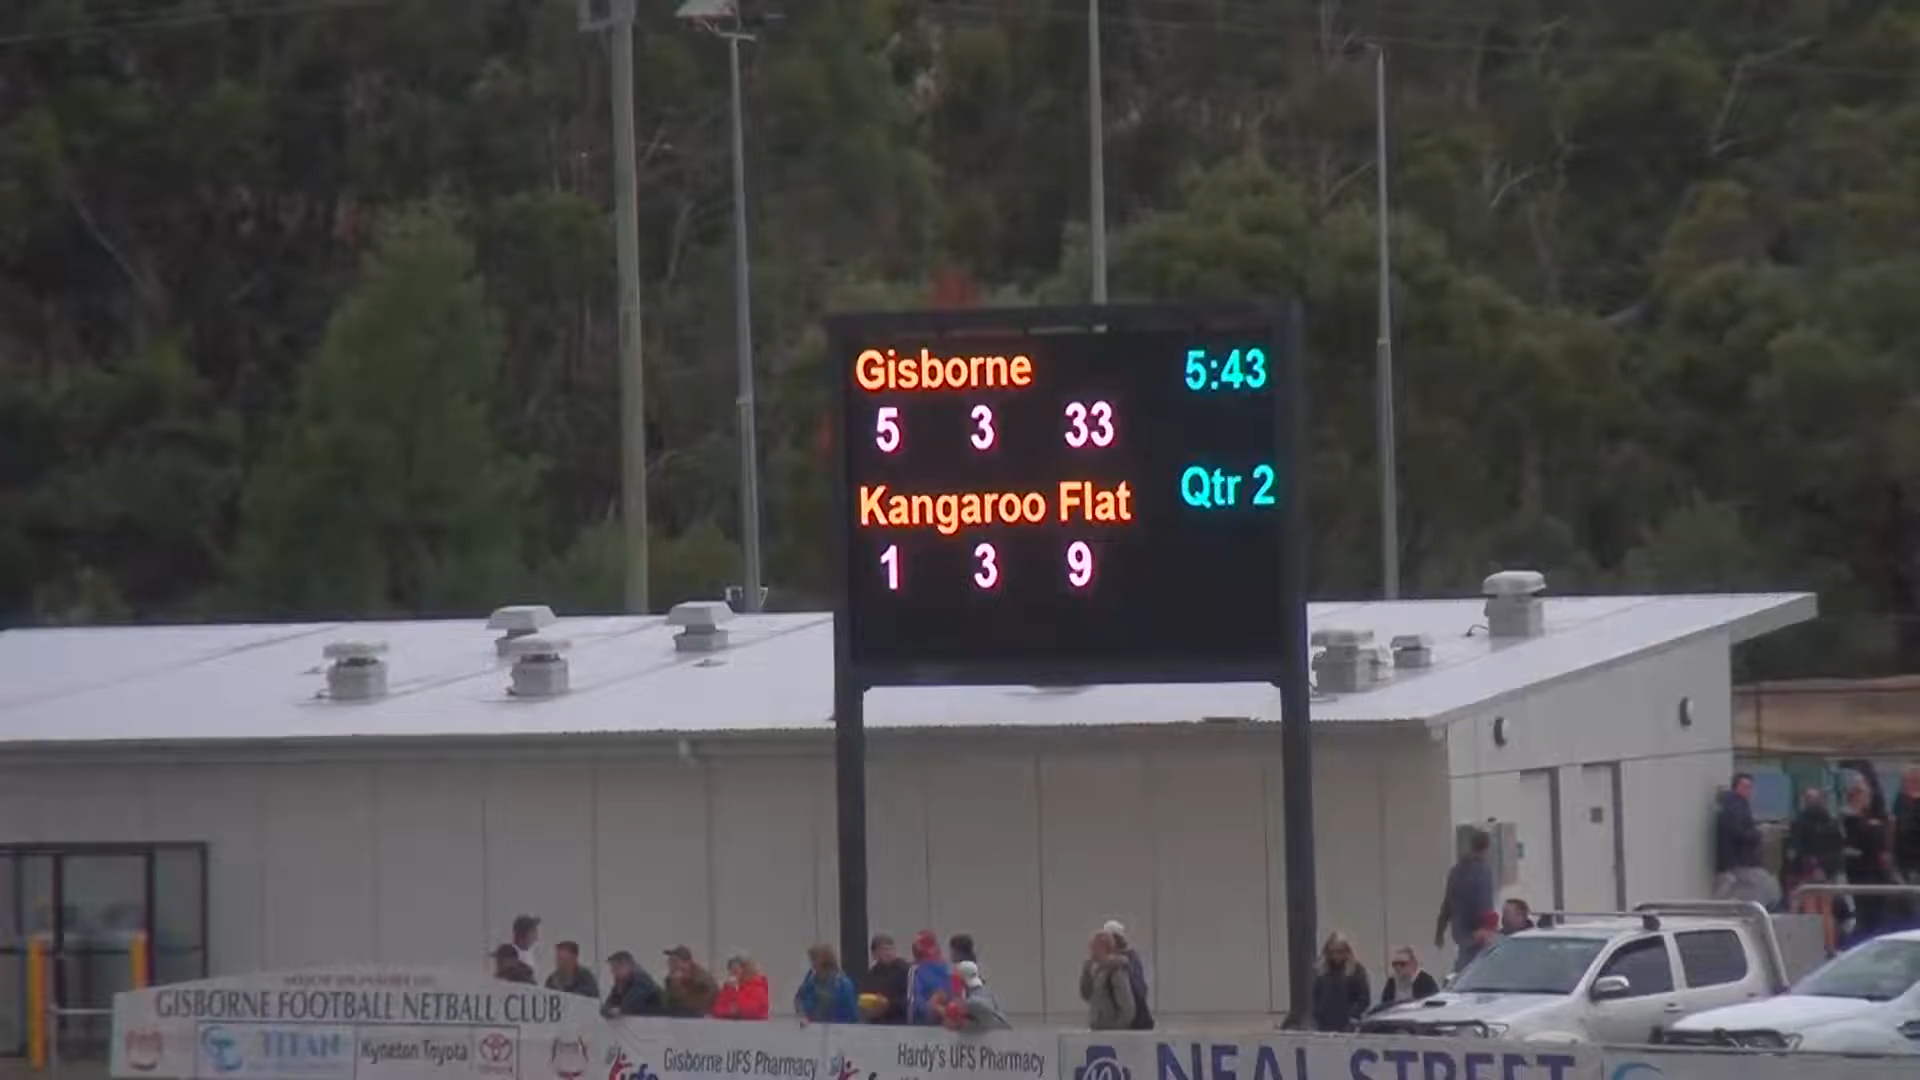 Gisborne 5:43
5 3 33
Qtr 2
Kangaroo Flat
1 3 9
GISBORNE FOOTBALL NETBALL CLUB
TITAN
Kyneton Toyota
Gisborne UFS Pharmacy
Hardy's UFS Pharmacy
NEAL STREET